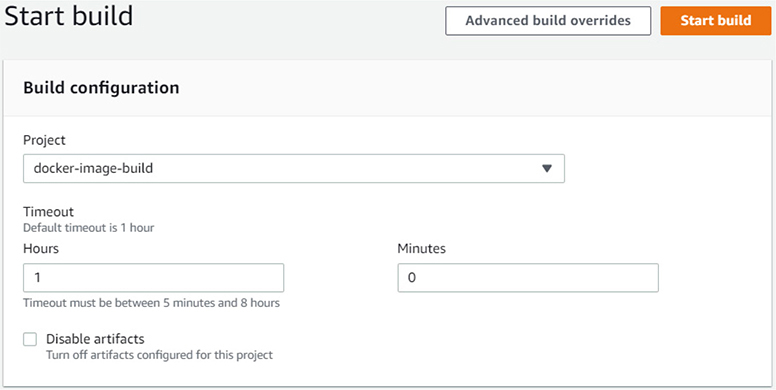 Start build
Advanced build overrides
Start build
Build configuration
Project
docker-image-build
Timeout
Default timeout is 1 hour
Hours
Minutes
1
0
Timeout must be between 5 minutes and 8 hours
Disable artifacts
Turn off artifacts configured for this project